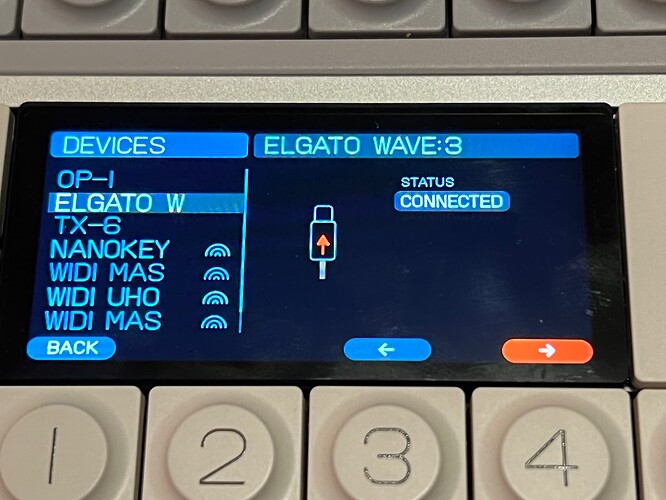 DEVICES
ELGATO WAVE:3
OP-1
ELGATO W
TX-6
NANOKEY
WIDI MAS
WIDI UHO
WIDI MAS
STATUS
CONNECTED
BACK
1 2 3 4